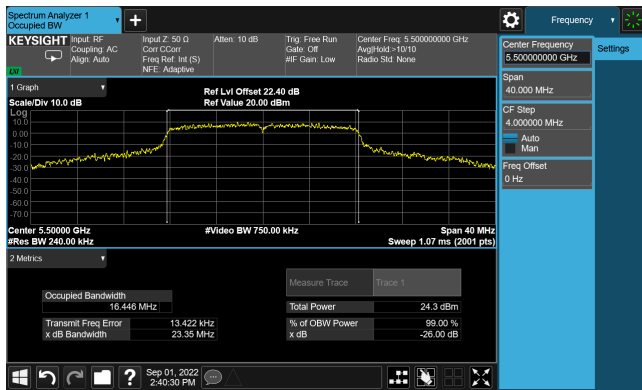 Spectrum Analyzer 1
Occupied BW
Frequency
KEYSIGHT
Input: RF
Coupling: AC
Align: Auto
Input Z: 50 Ω
Corr CCorr
Freq Ref: Int (S)
NFE: Adaptive
Atten: 10 dB
Trig: Free Run
Gate: Off
#IF Gain: Low
Center Freq: 5.500000000 GHz
Avg|Hold:>10/10
Radio Std: None
LXI
Center Frequency
5.500000000 GHz
Settings
Span
40.000 MHz
CF Step
4.000000 MHz
Auto
Man
Freq Offset
0 Hz
1 Graph
Scale/Div 10.0 dB
Ref Lvl Offset 22.40 dB
Ref Value 20.00 dBm
Log
10.0
0.00
-10.0
-20.0
-30.0
-40.0
-50.0
-60.0
-70.0
Center 5.50000 GHz
#Res BW 240.00 kHz
#Video BW 750.00 kHz
Span 40 MHz
Sweep 1.07 ms (2001 pts)
2 Metrics
Measure Trace
Trace 1
Occupied Bandwidth
16.446 MHz
Total Power
24.3 dBm
Transmit Freq Error
13.422 kHz
% of OBW Power
99.00 %
x dB Bandwidth
23.35 MHz
x dB
-26.00 dB
Sep 01, 2022
2:40:30 PM